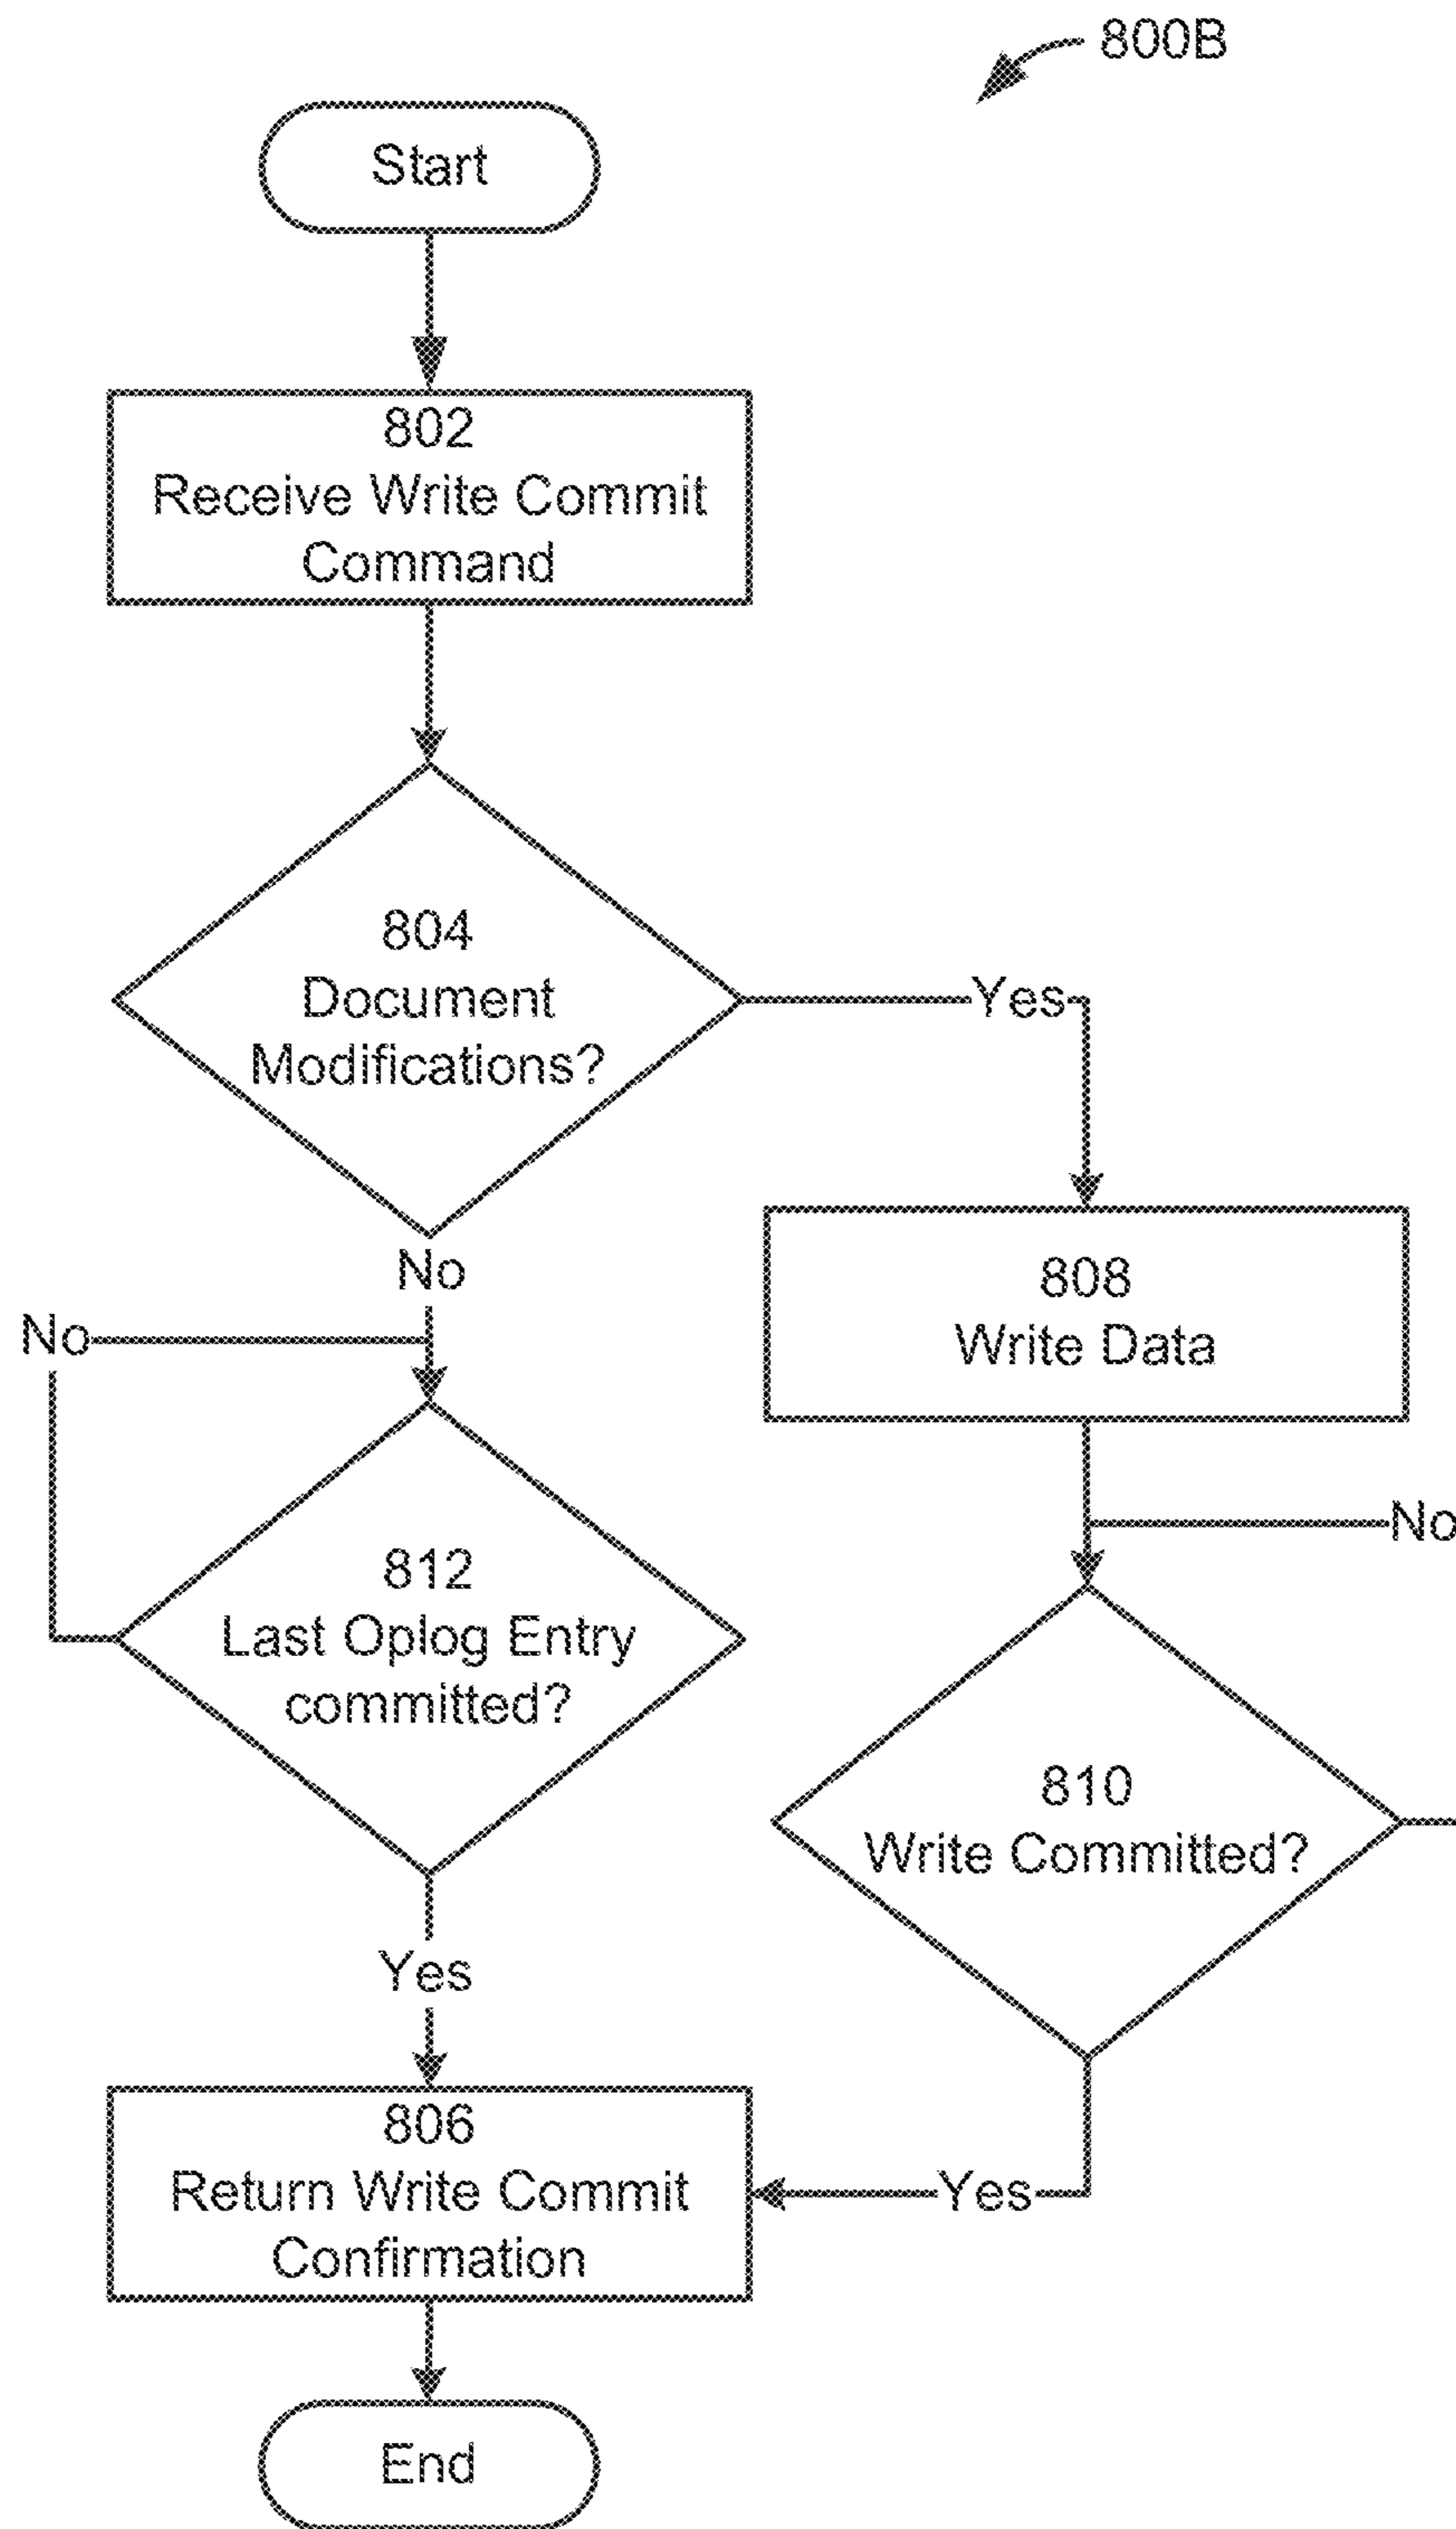 800B
Start
802
Receive Write Commit
Command
804
Document
Modifications?
Yes
No
No
808
Write Data
No
812
Last Oplog Entry
committed?
810
Write Committed?
Yes
806
Return Write Commit
Confirmation
Yes
End